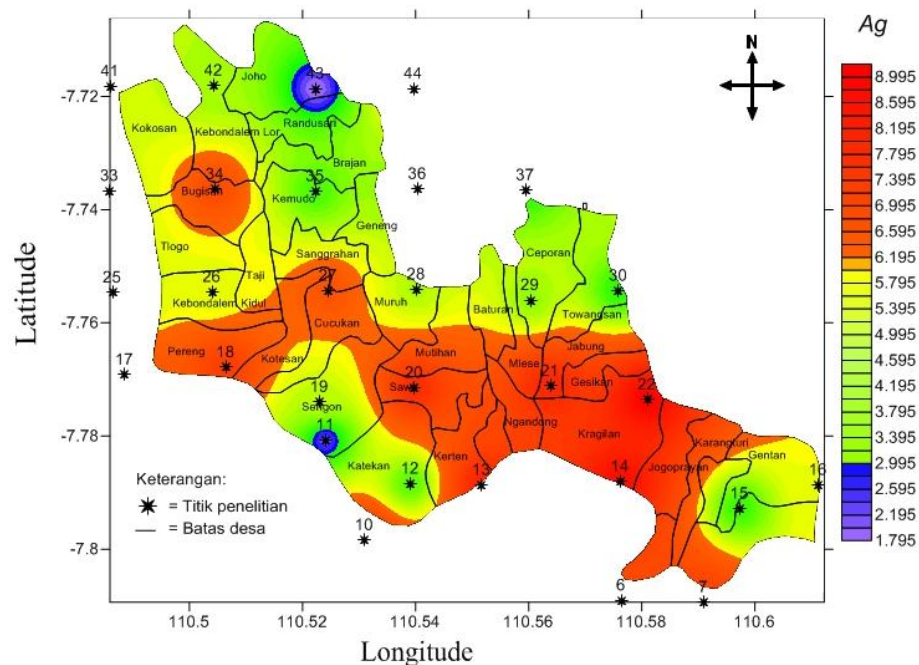 Ag
N
41
42
43
44
Joho
Kokosan
Kebondalem Lor
Randusari
Brajan
33
34
35
36
37
Bugisan
Kemudo
Geneng
Tlogo
Sanggrahan
Ceporan
25
26
Taji
27
28
29
30
Kebondalem Kidul
Muruh
Baturan
Towangsan
Cucukan
17
Pereng
18
Kotesan
Mutihan
Mlese
Jabung
19
20
21
22
Gesikan
Sengon
11
Ngandong
Kragilan
Karangturi
Gentan
Katekan
12
Kerten
13
14
Jogoprayan
15
16
10
6
7
Keterangan:
= Titik penelitian
= Batas desa
-7.72
-7.74
-7.76
-7.78
-7.8
Latitude
110.5
110.52
110.54
110.56
110.58
110.6
Longitude
8.995
8.595
8.195
7.795
7.395
6.995
6.595
6.195
5.795
5.395
4.995
4.595
4.195
3.795
3.395
2.995
2.595
2.195
1.795